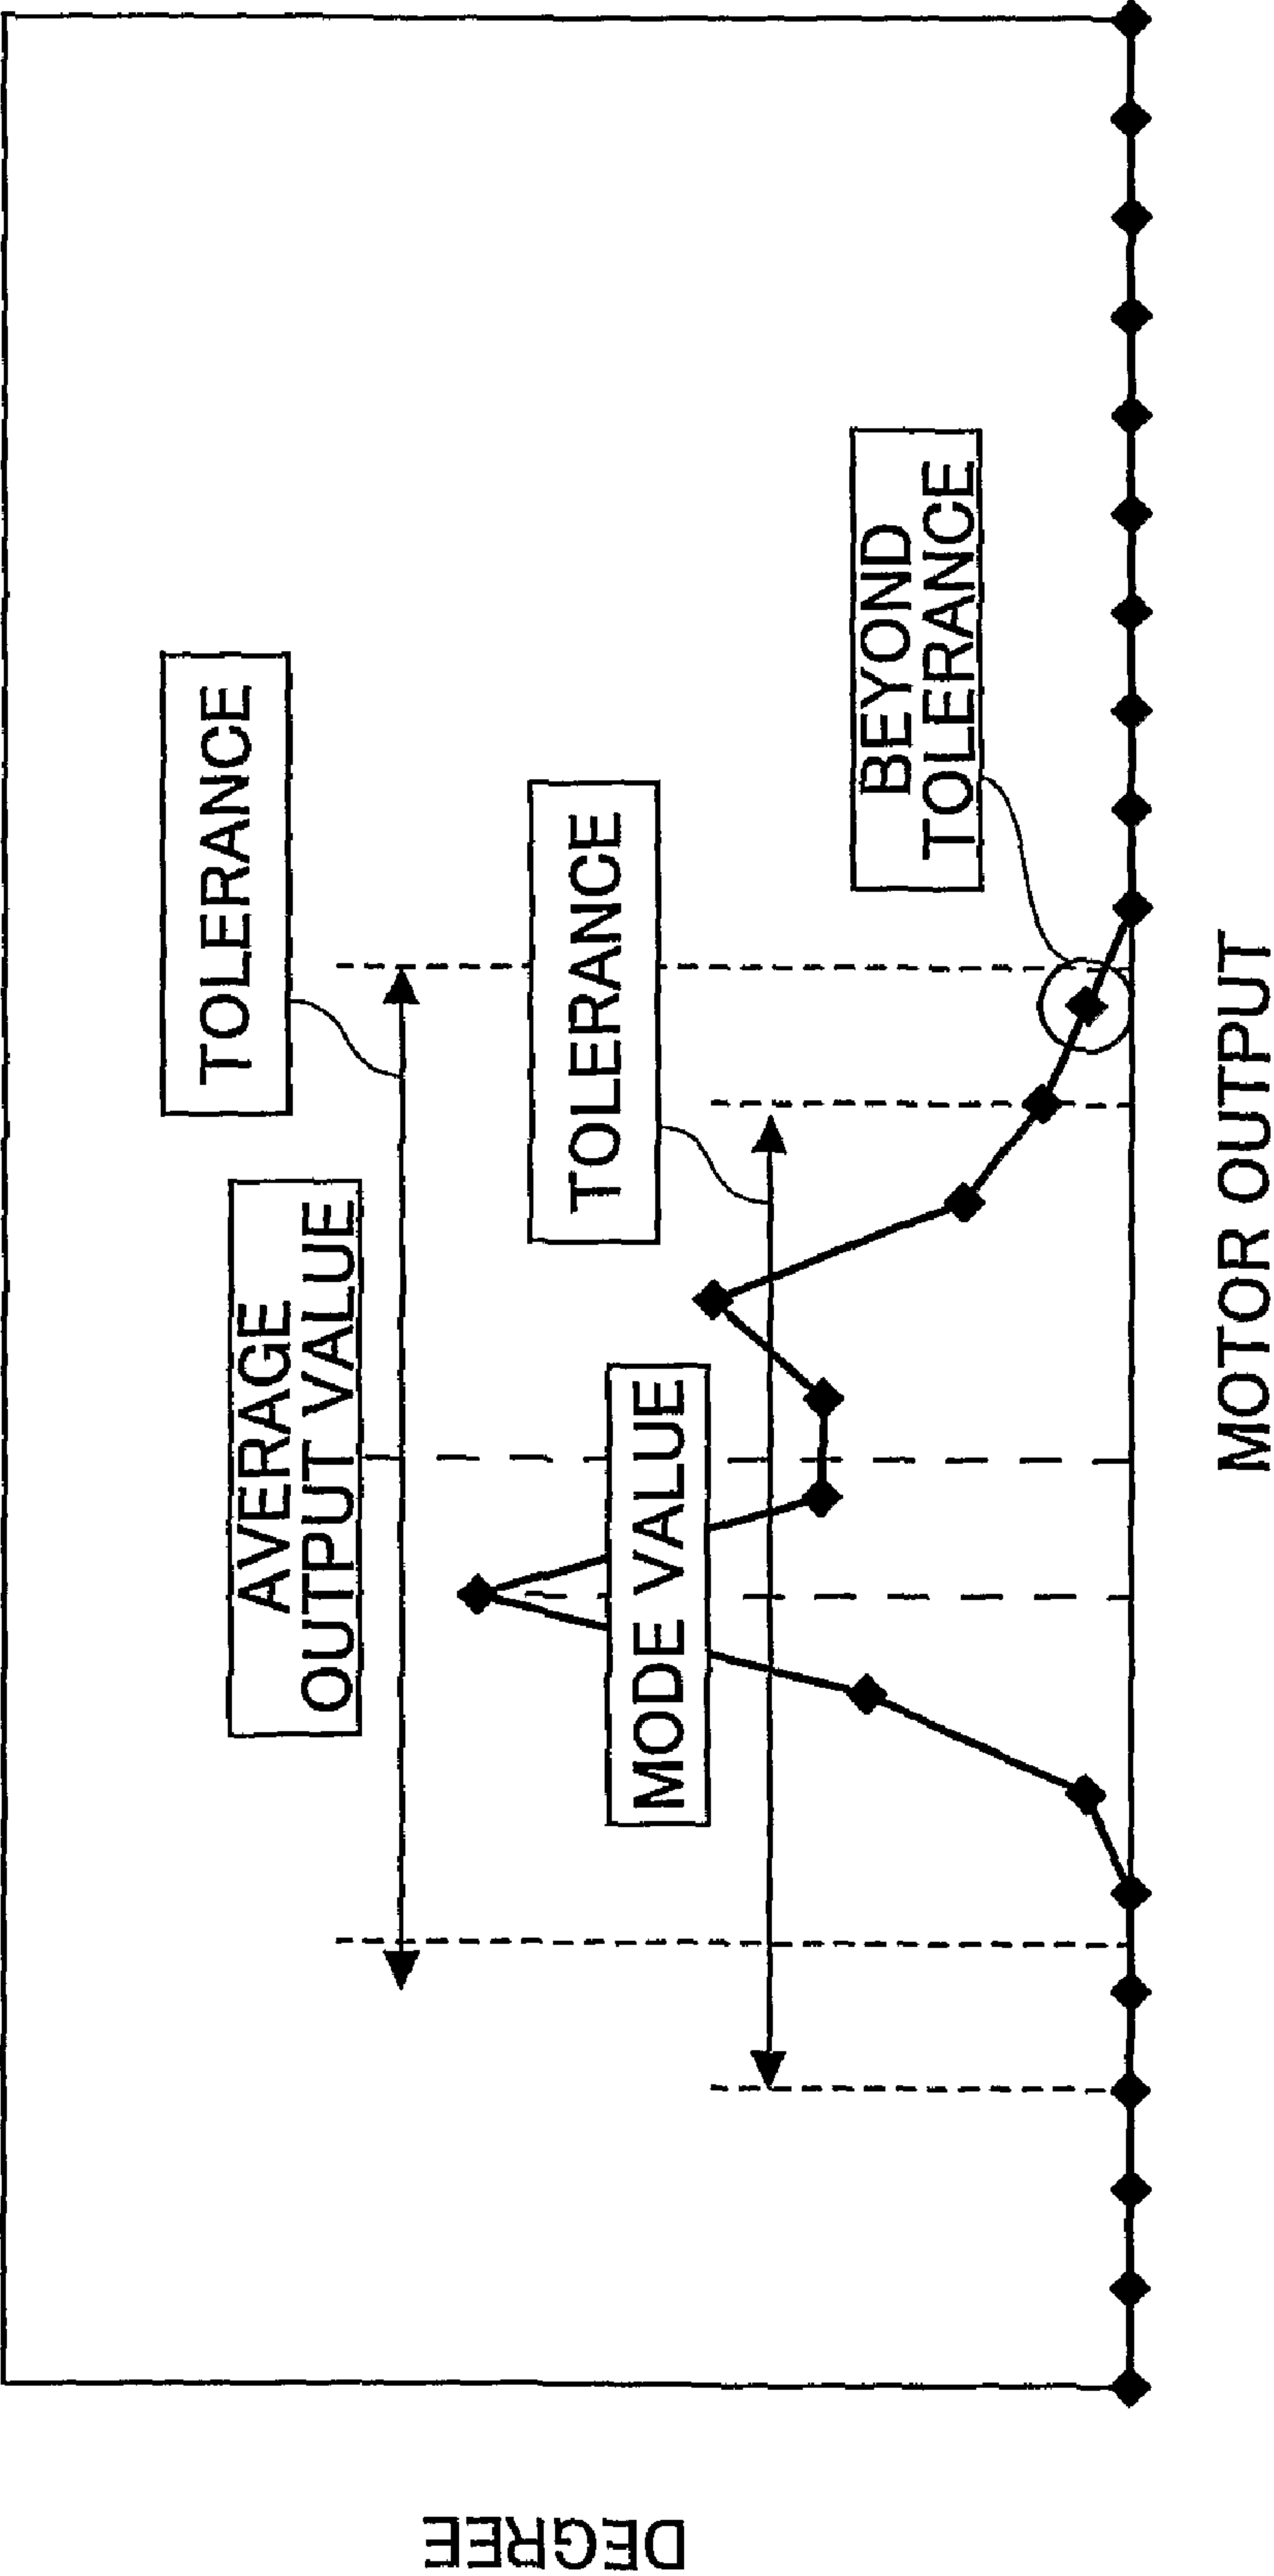 TOLERANCE
AVERAGE
OUTPUT VALUE
TOLERANCE
MODE VALUE
BEYOND
TOLERANCE
DEGREE
MOTOR OUTPUT